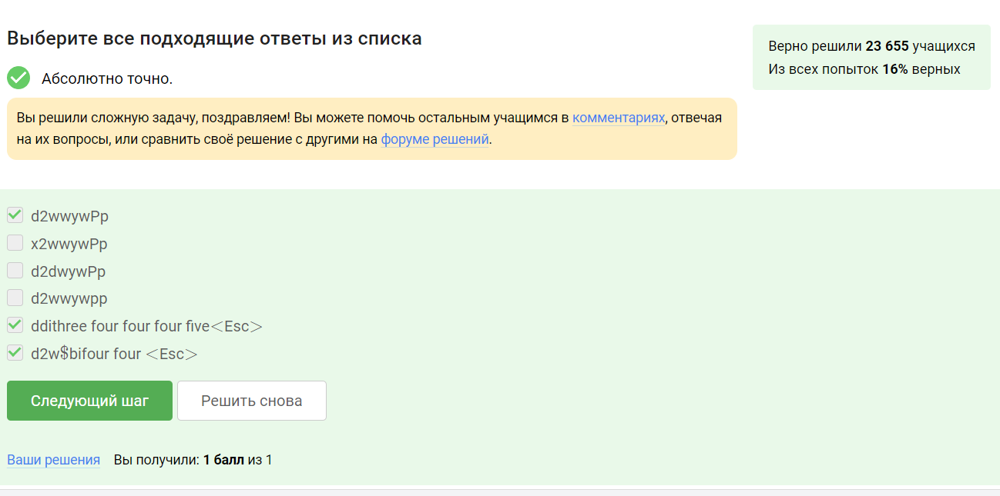 Выберите все подходящие ответы из списка
Верно решили 23 655 учащихся
Из всех попыток 16% верных
Абсолютно точно.
Вы решили сложную задачу, поздравляем! Вы можете помочь остальным учащимся в комментариях, отвечая
на их вопросы, или сравнить своё решение с другими на форуме решений.
d2wwywPp
x2wwywPp
d2dwywPp
d2wwywpp
ddithree four four four five<Esc>
d2w$bifour four <Esc>
Следующий шаг
Решить снова
Ваши решения Вы получили: 1 балл из 1